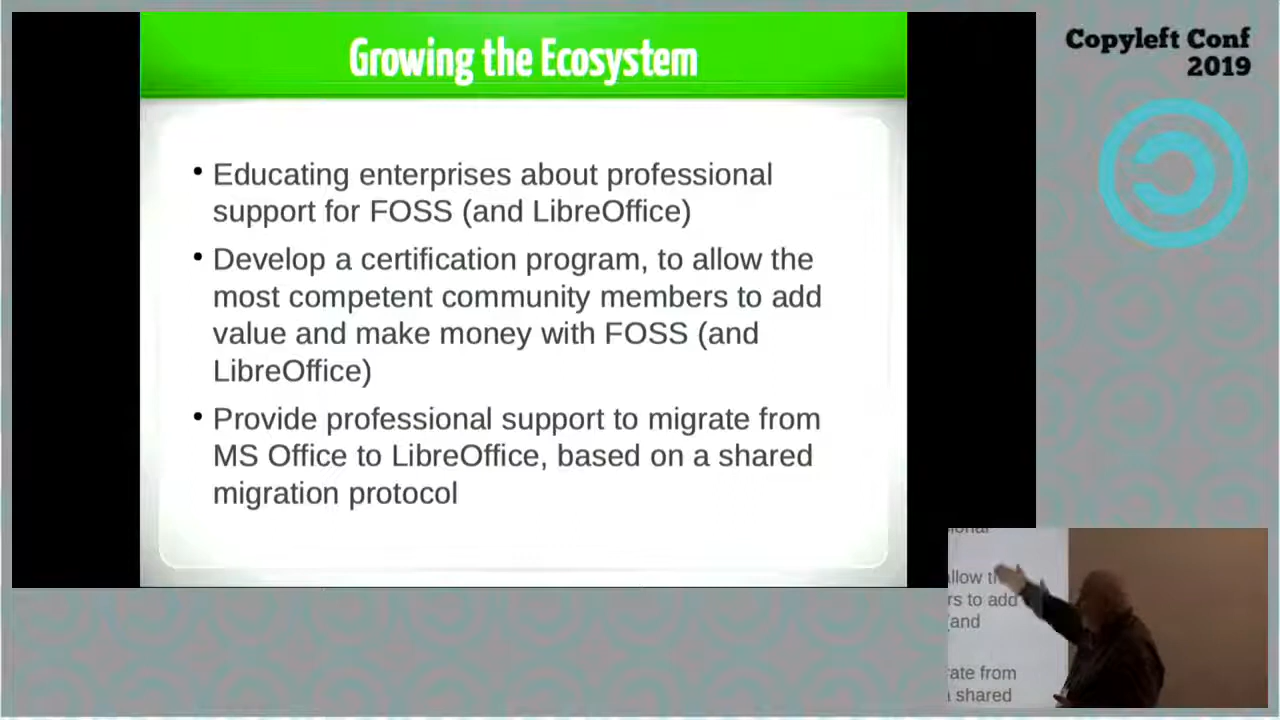 Growing the Ecosystem
Copyleft Conf
2019
• Educating enterprises about professional
support for FOSS (and LibreOffice)
• Develop a certification program, to allow the
most competent community members to add
value and make money with FOSS (and
LibreOffice)
• Provide professional support to migrate from
MS Office to LibreOffice, based on a shared
migration protocol
rs to add
(and
rate from
shared